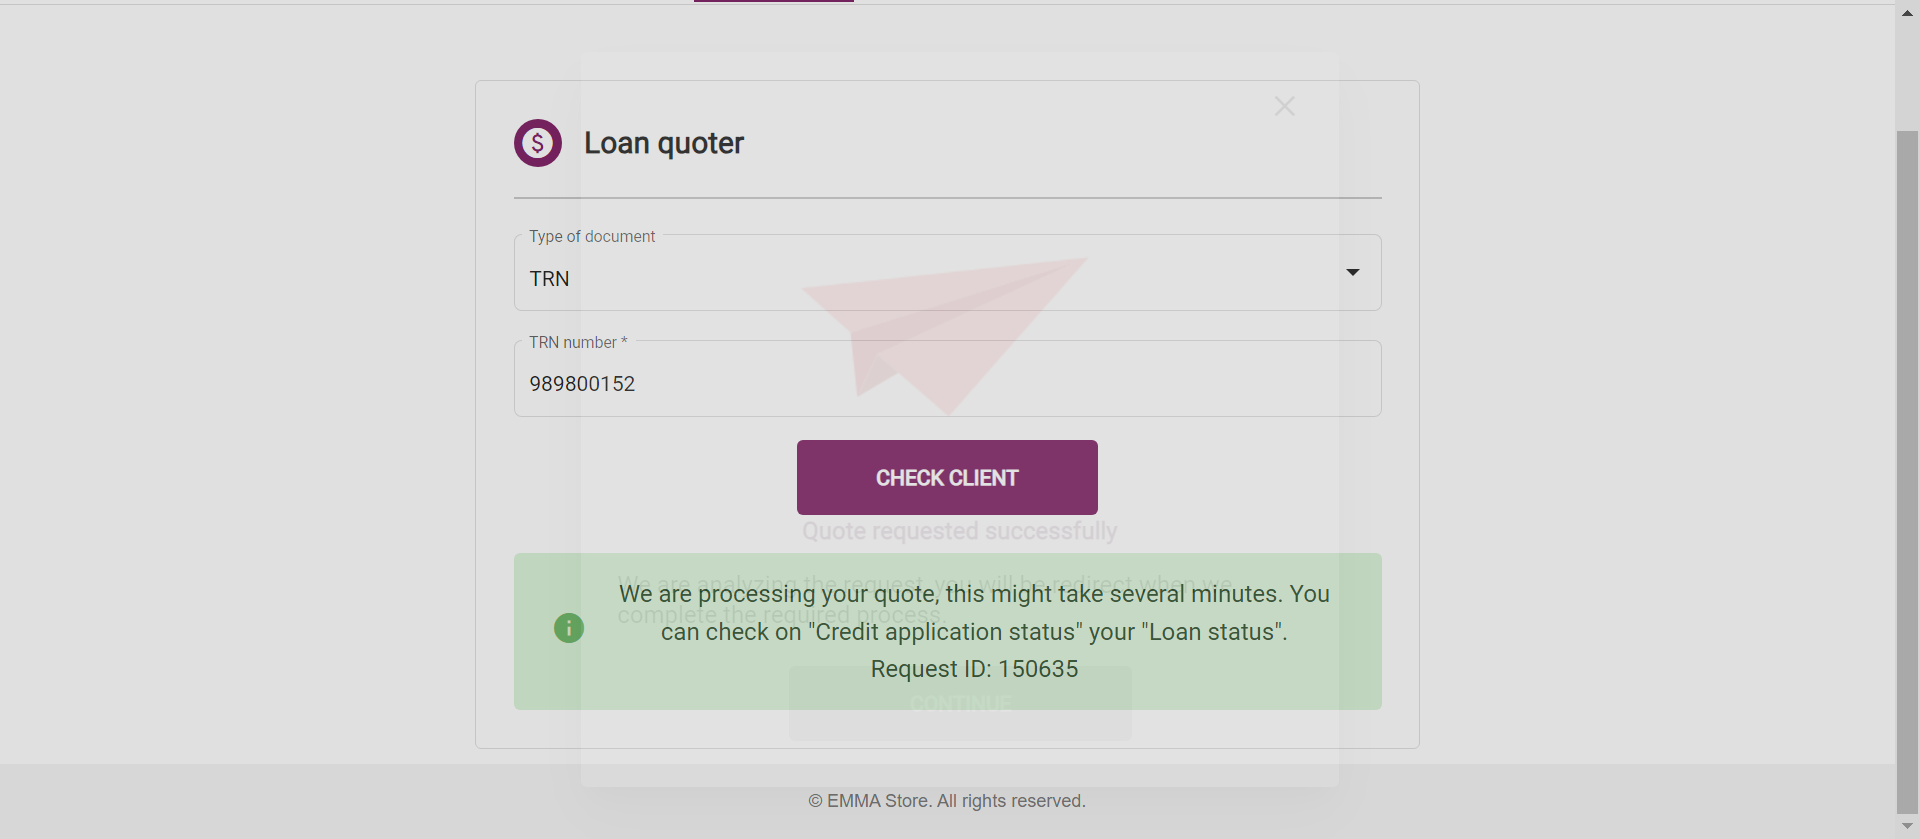 Loan quoter
Type of document
TRN
TRN number *
989800152
CHECK CLIENT
Quote requested successfully
We are analyzing the request, you will be redirect when we
complete the required process.
We are processing your quote, this might take several minutes. You
can check on "Credit application status" your "Loan status".
Request ID: 150635
CONTINUE
© EMMA Store. All rights reserved.